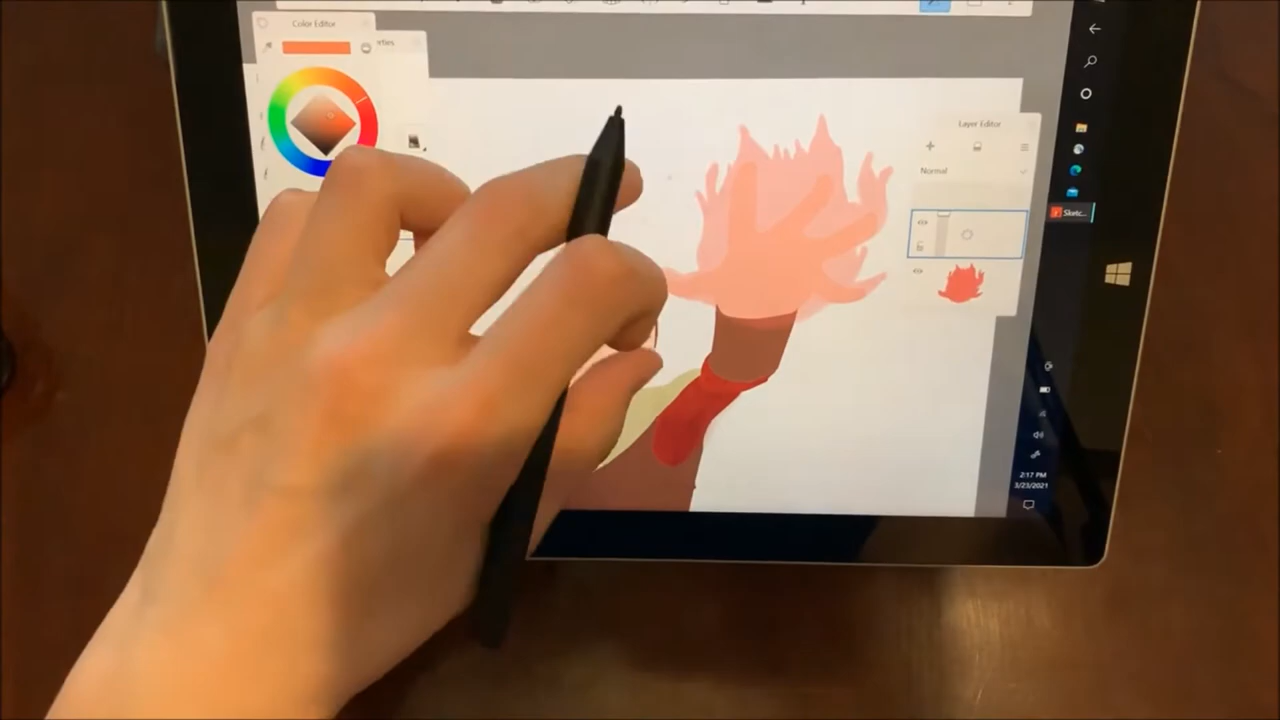 Color Editor
rties
Layer Editor
Normal
Sketc...
2:17 PM
3/23/2021